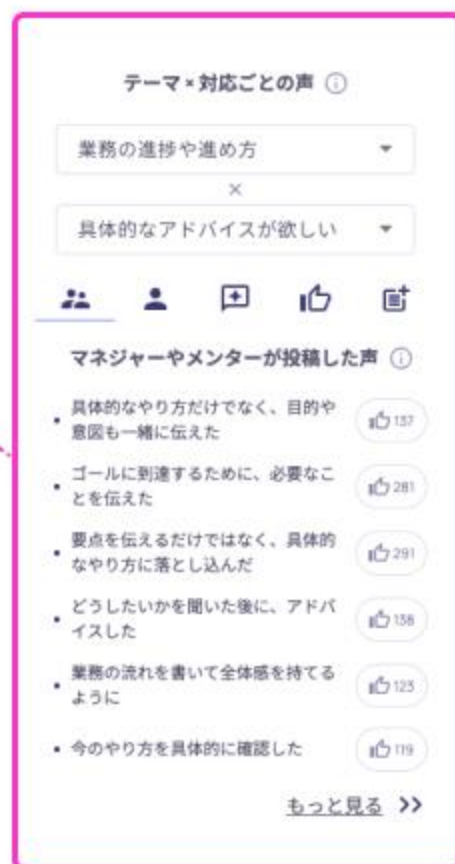 テーマ×対応ごとの声
業務の進捗や進め方
×
具体的なアドバイスが欲しい
マネジャーやメンターが投稿した声
・具体的なやり方だけでなく、目的や
意図も一緒に伝えた
137
・ゴールに到達するために、必要なこ
とを伝えた
281
・要点を伝えるだけではなく、具体的
なやり方に落とし込んだ
291
・どうしたいかを聞いた後に、アドバ
イスした
138
・業務の流れを書いて全体感を持てる
ように
123
・今のやり方を具体的に確認した
119
もっと見る >>